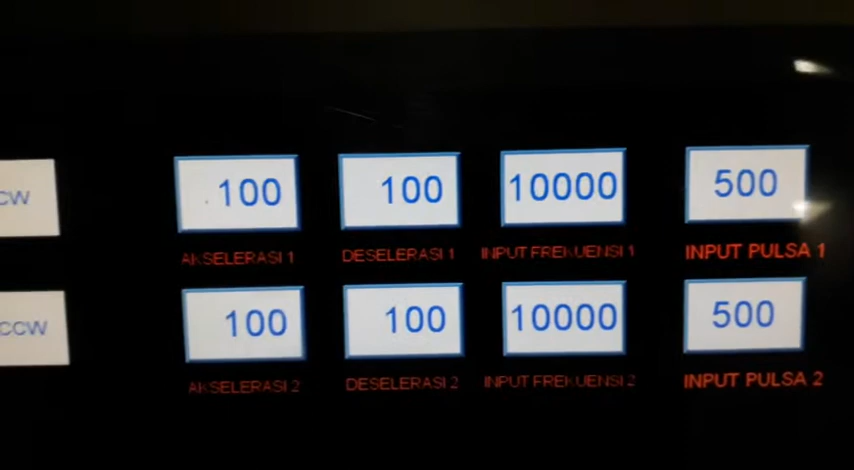 CW 100 100 10000 500
AKSELERASI 1 DESELERASI 1 INPUT FREKUENSI 1 INPUT PULSA 1
CCW 100 100 10000 500
AKSELERASI 2 DESELERASI 2 INPUT FREKUENSI 2 INPUT PULSA 2